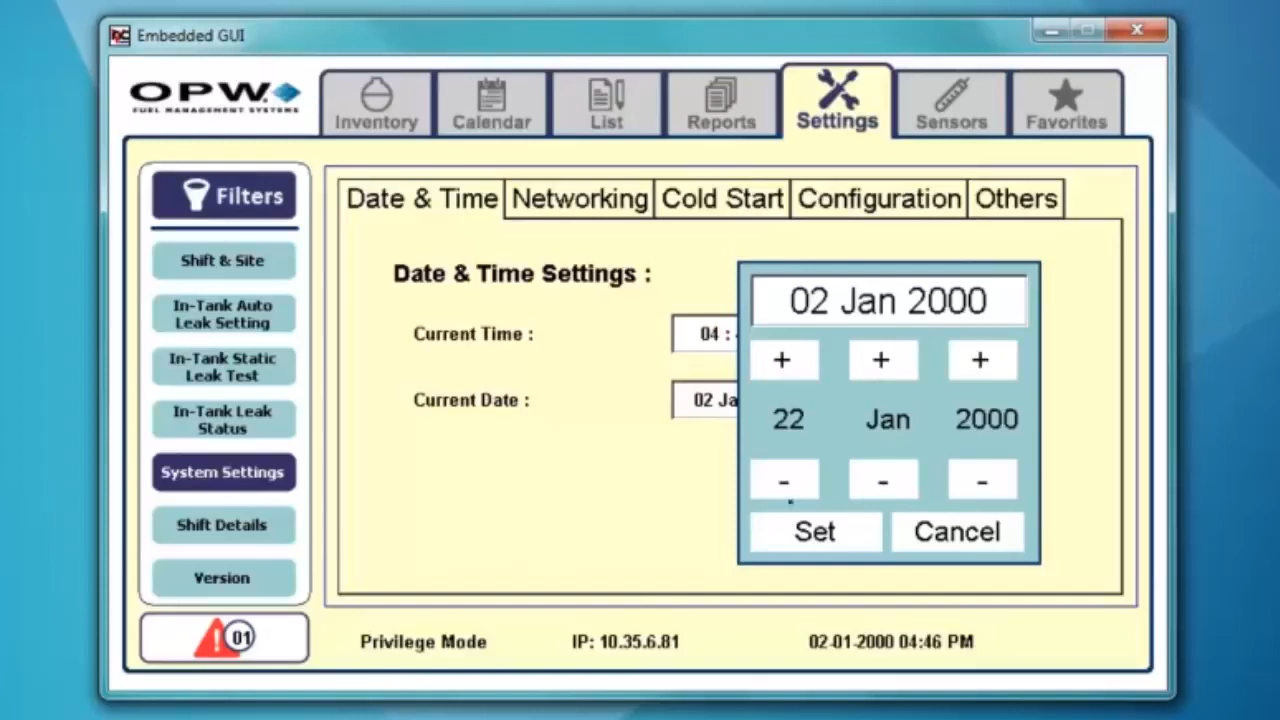 Embedded GUI
OPW
FUEL MANAGEMENT SYSTEMS
Inventory
Calendar
List
Reports
Settings
Sensors
Favorites
Filters
Shift & Site
In-Tank Auto
Leak Setting
In-Tank Static
Leak Test
In-Tank Leak
Status
System Settings
Shift Details
Version
01
Date & Time
Networking
Cold Start
Configuration
Others
Date & Time Settings :
Current Time :
04 :
Current Date :
02 Ja
02 Jan 2000
+ + +
22 Jan 2000
- - -
Set Cancel
Privilege Mode
IP: 10.35.6.81
02-01-2000 04:46 PM